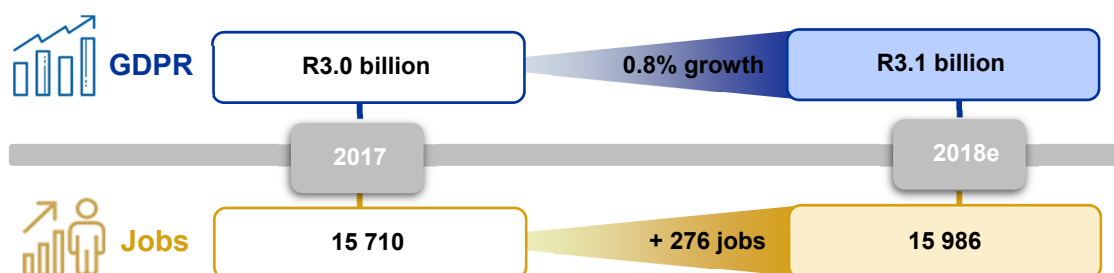 GDPR
R3.0 billion
0.8% growth
R3.1 billion
2017
2018e
Jobs
15 710
+ 276 jobs
15 986